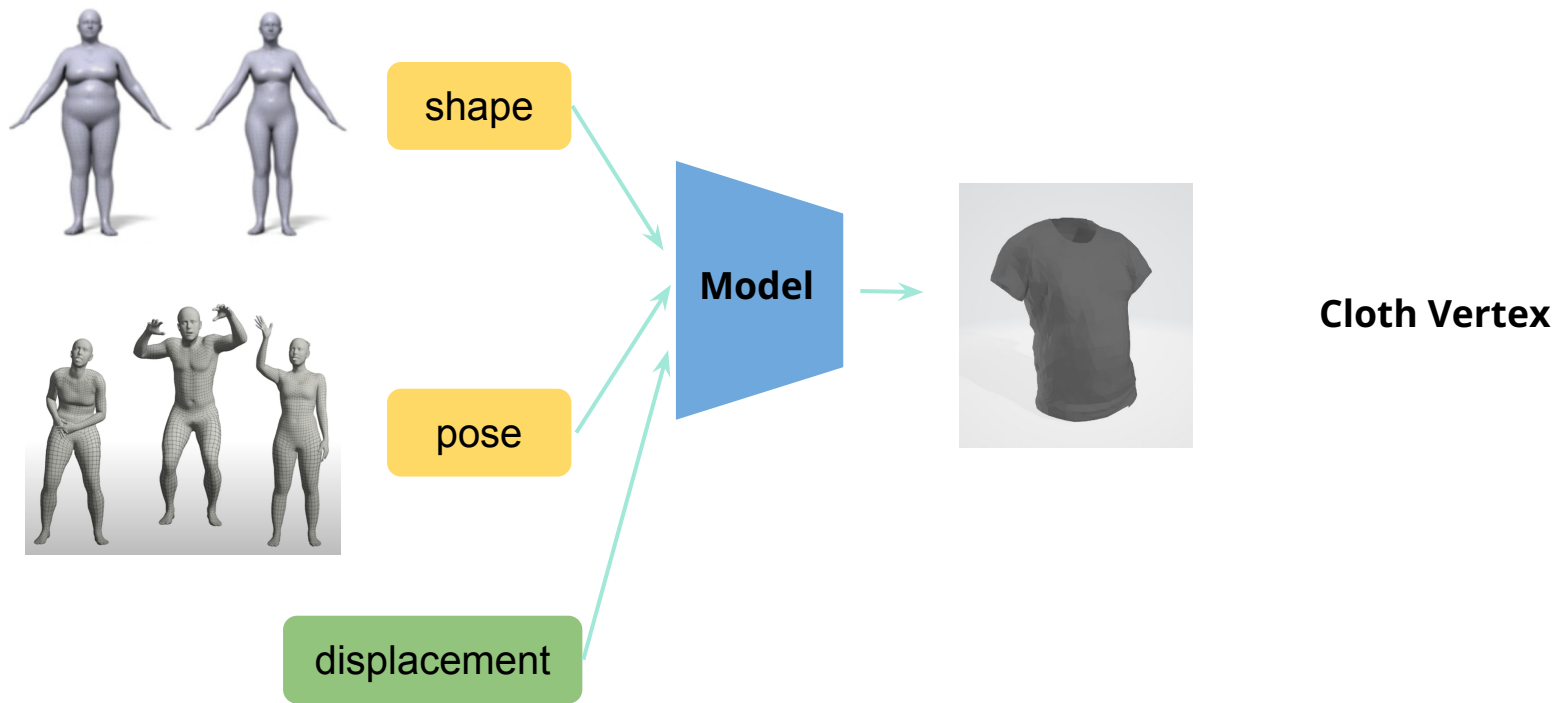 shape
Model
Cloth Vertex
pose
displacement